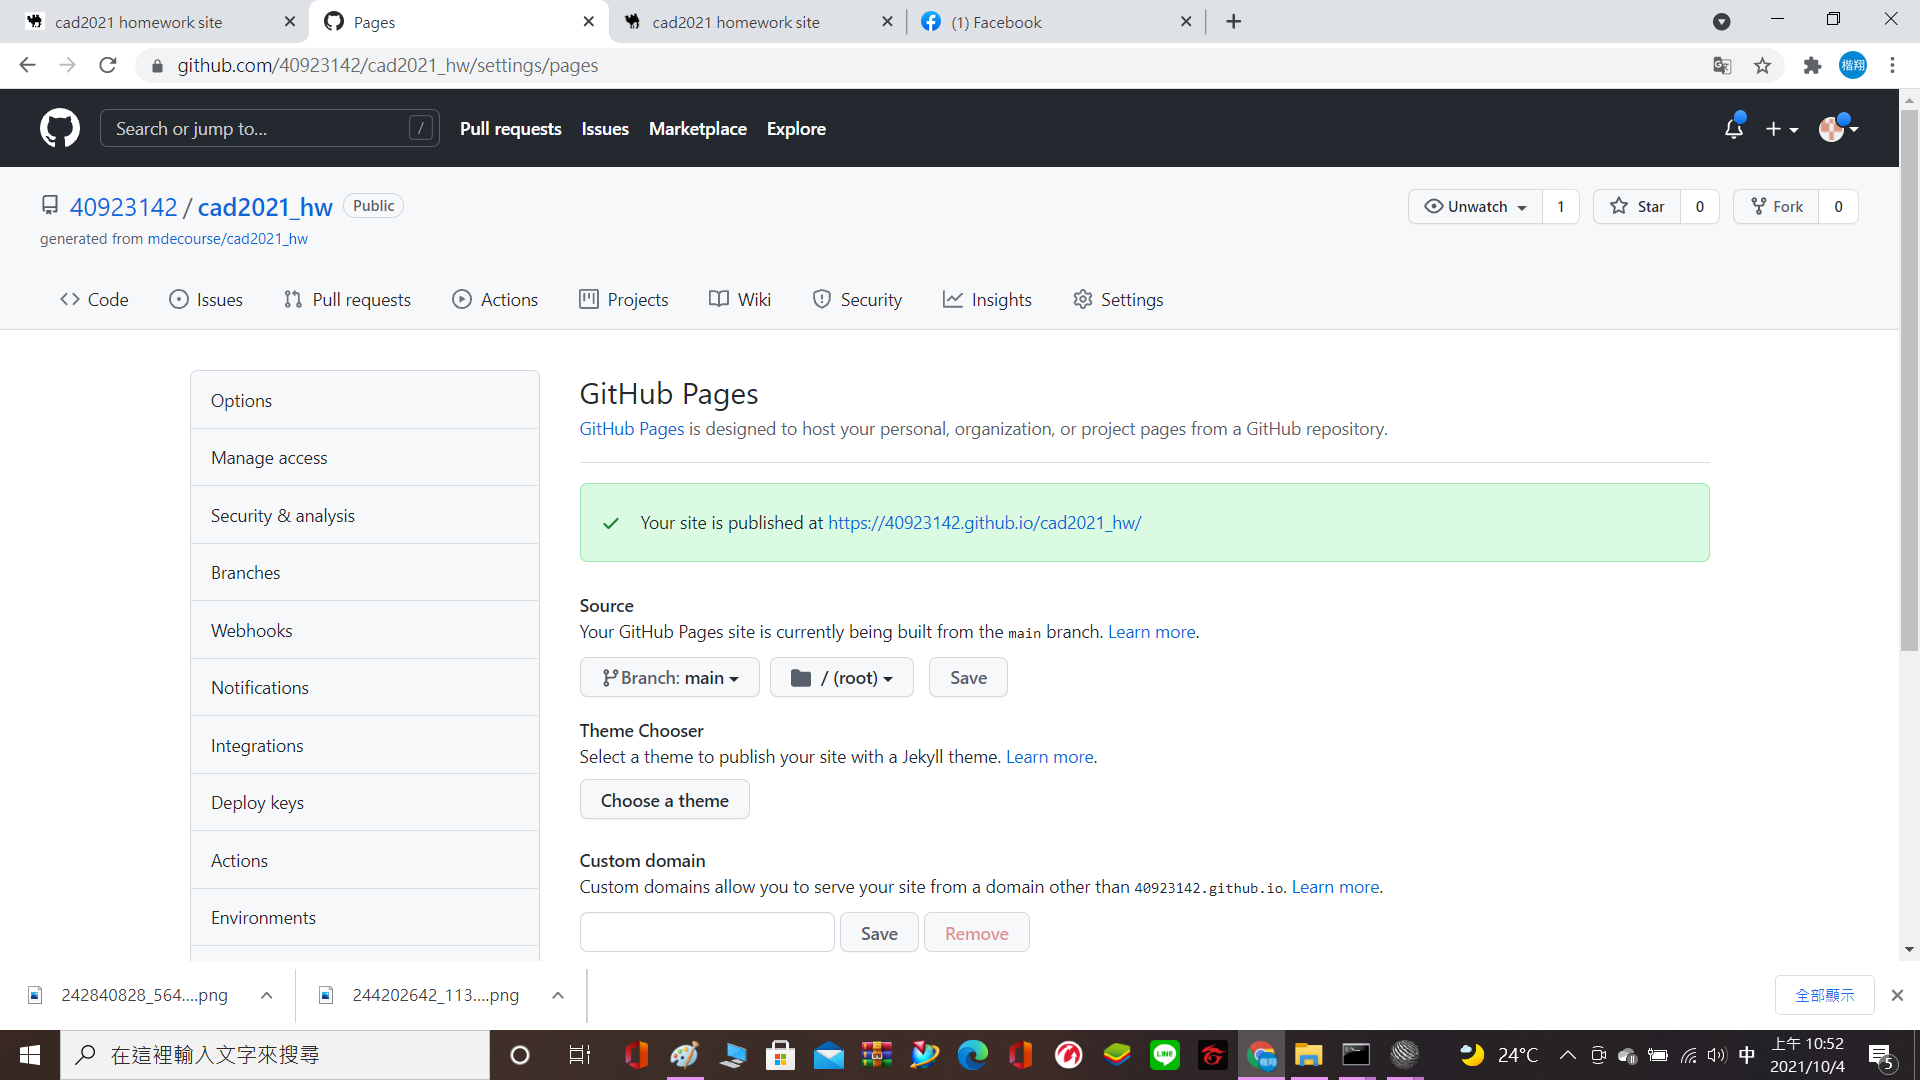 cad2021 homework site
Pages
cad2021 homework site
(1) Facebook
github.com/40923142/cad2021_hw/settings/pages
楷翔
Search or jump to...
/
Pull requests
Issues
Marketplace
Explore
40923142 / cad2021_hw
Public
generated from mdecourse/cad2021_hw
Unwatch
1
Star
0
Fork
0
Code
Issues
Pull requests
Actions
Projects
Wiki
Security
Insights
Settings
Options
Manage access
Security & analysis
Branches
Webhooks
Notifications
Integrations
Deploy keys
Actions
Environments
GitHub Pages
GitHub Pages is designed to host your personal, organization, or project pages from a GitHub repository.
Your site is published at https://40923142.github.io/cad2021_hw/
Source
Your GitHub Pages site is currently being built from the main branch. Learn more.
Branch: main
/ (root)
Save
Theme Chooser
Select a theme to publish your site with a Jekyll theme. Learn more.
Choose a theme
Custom domain
Custom domains allow you to serve your site from a domain other than 40923142.github.io. Learn more.
Save
Remove
242840828_564....png
244202642_113....png
全部顯示
在這裡輸入文字來搜尋
LINE
24°C
中
上午 10:52
2021/10/4
5